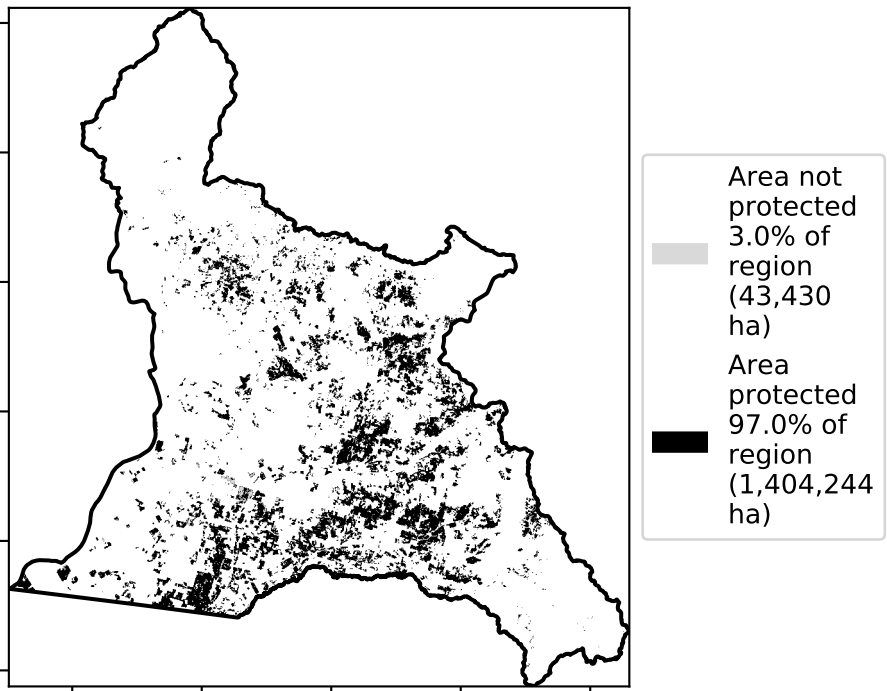 Area not
protected
3.0% of
region
(43,430
ha)
Area
protected
97.0% of
region
(1,404,244
ha)